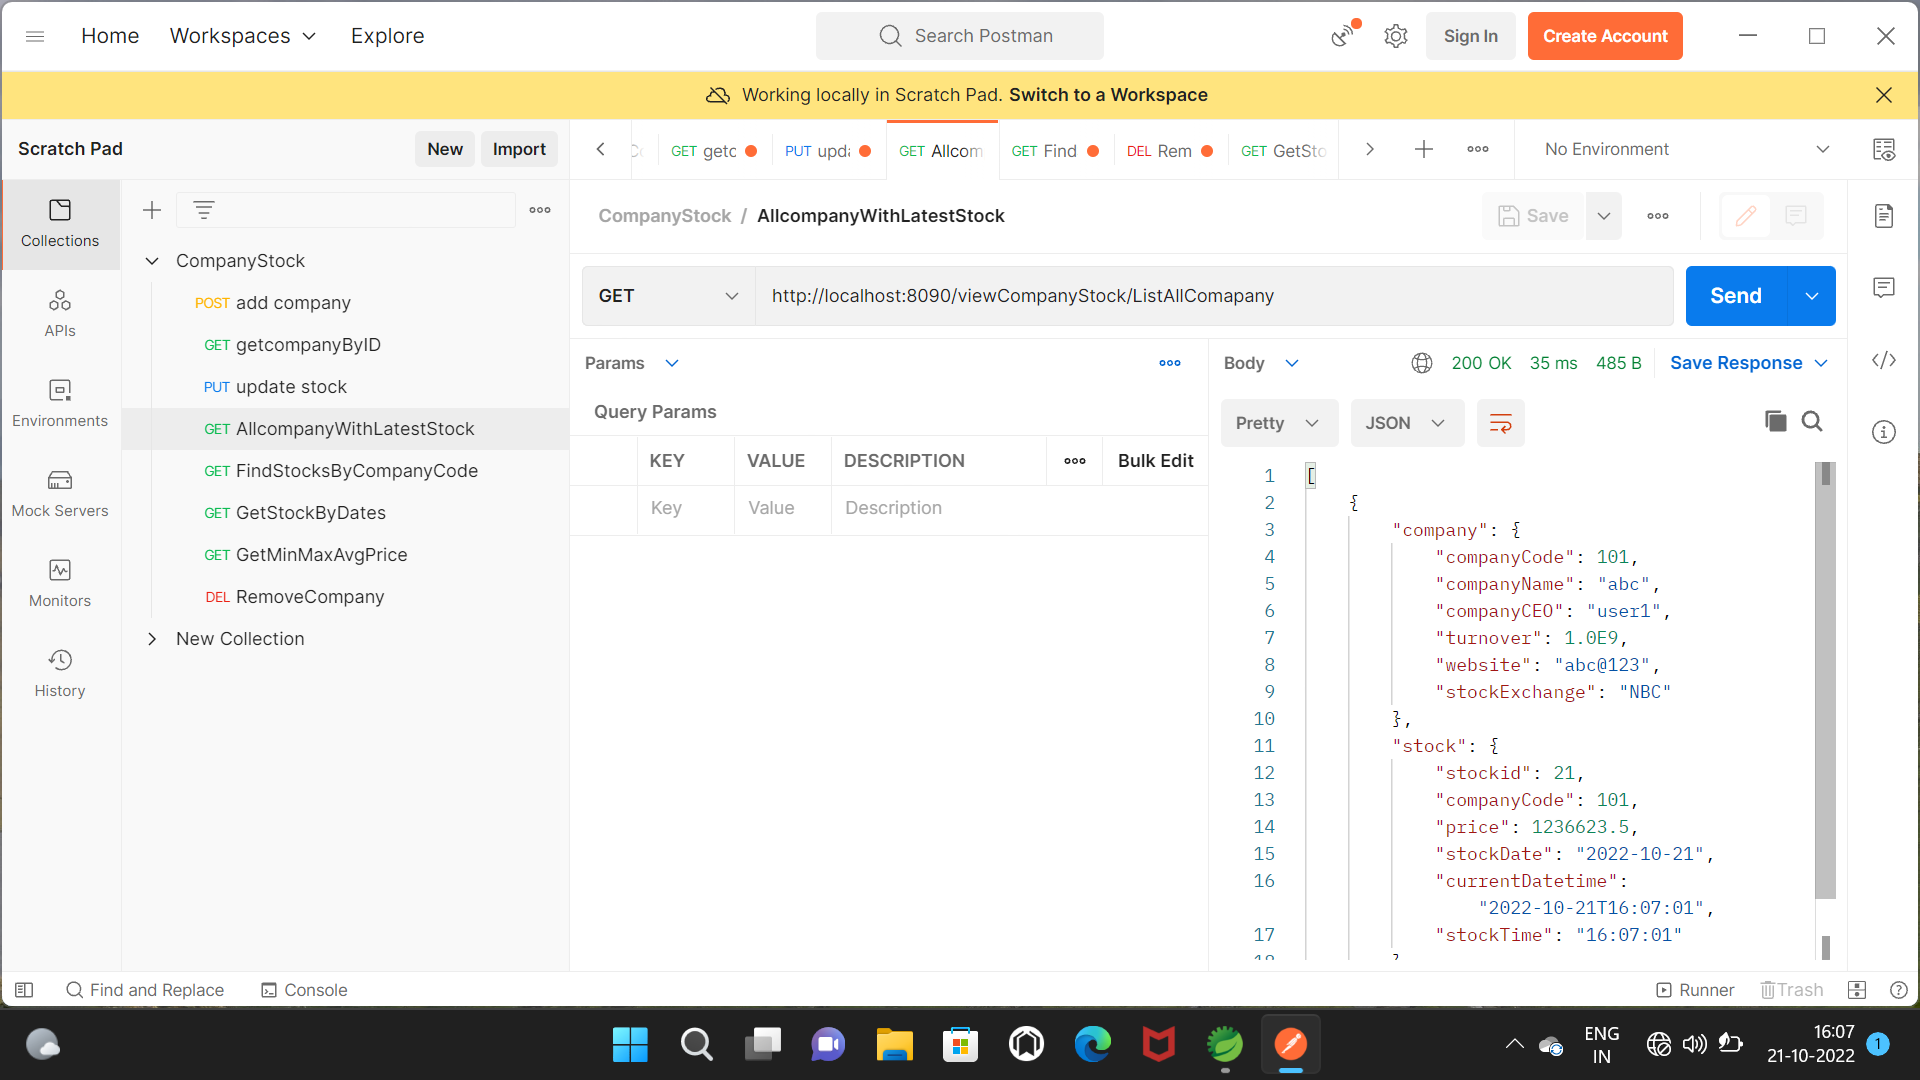 Home Workspaces Explore Search Postman Sign In Create Account
Working locally in Scratch Pad. Switch to a Workspace
Scratch Pad New Import GET getc PUT upd GET Allcom GET Find DEL Rem GET GetSto No Environment
Collections
APIs
Environments
Mock Servers
Monitors
History
CompanyStock
POST add company
GET getcompanyByID
PUT update stock
GET AllcompanyWithLatestStock
GET FindStocksByCompanyCode
GET GetStockByDates
GET GetMinMaxAvgPrice
DEL RemoveCompany
New Collection
CompanyStock / AllcompanyWithLatestStock Save
GET http://localhost:8090/viewCompanyStock/ListAllComapany Send
Params
Query Params
KEY VALUE DESCRIPTION Bulk Edit
Key Value Description
Body 200 OK 35 ms 485 B Save Response
Pretty JSON
1 [
2 {
3 "company": {
4 "companyCode": 101,
5 "companyName": "abc",
6 "companyCEO": "user1",
7 "turnover": 1.0E9,
8 "website": "abc@123",
9 "stockExchange": "NBC"
10 },
11 "stock": {
12 "stockid": 21,
13 "companyCode": 101,
14 "price": 1236623.5,
15 "stockDate": "2022-10-21",
16 "currentDatetime":
"2022-10-21T16:07:01",
17 "stockTime": "16:07:01"
Find and Replace Console Runner Trash
ENG
IN
16:07
21-10-2022
1